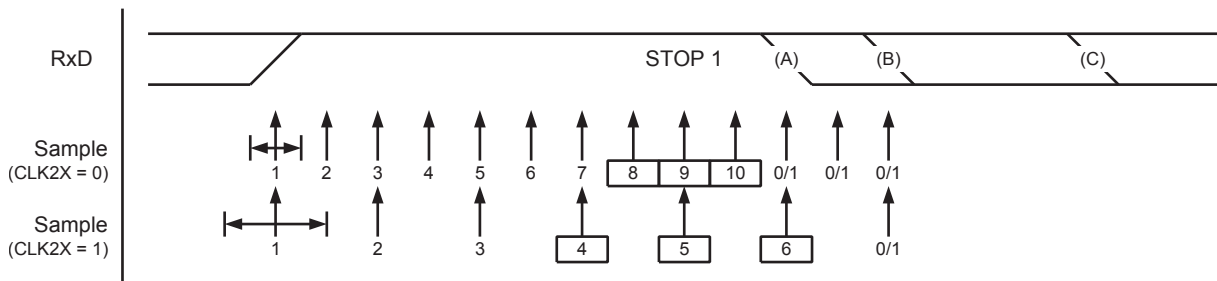 RxD
STOP 1
(A)
(B)
(C)
Sample
(CLK2X = 0)
1 2 3 4 5 6 7 8 9 10 0/1 0/1 0/1
Sample
(CLK2X = 1)
1 2 3 4 5 6 0/1